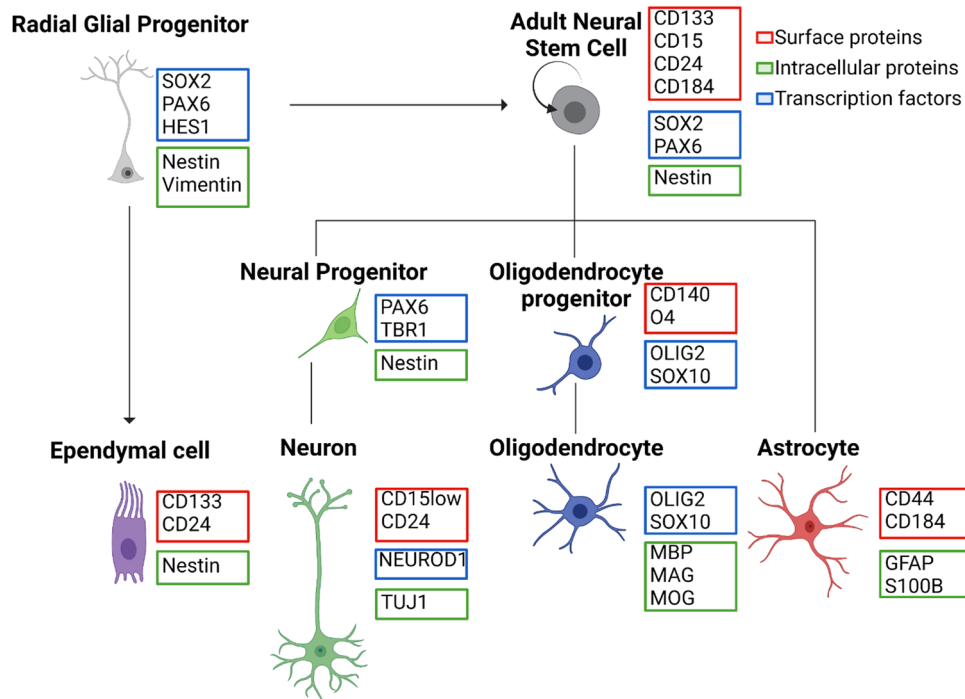 Radial Glial Progenitor
SOX2
PAX6
HES1
Nestin
Vimentin
Adult Neural
Stem Cell
CD133
CD15
CD24
CD184
SOX2
PAX6
Nestin
Surface proteins
Intracellular proteins
Transcription factors
Neural Progenitor
PAX6
TBR1
Nestin
Oligodendrocyte
progenitor
CD140
O4
OLIG2
SOX10
Ependymal cell
CD133
CD24
Nestin
Neuron
CD15low
CD24
NEUROD1
TUJ1
Oligodendrocyte
OLIG2
SOX10
MBP
MAG
MOG
Astrocyte
CD44
CD184
GFAP
S100B